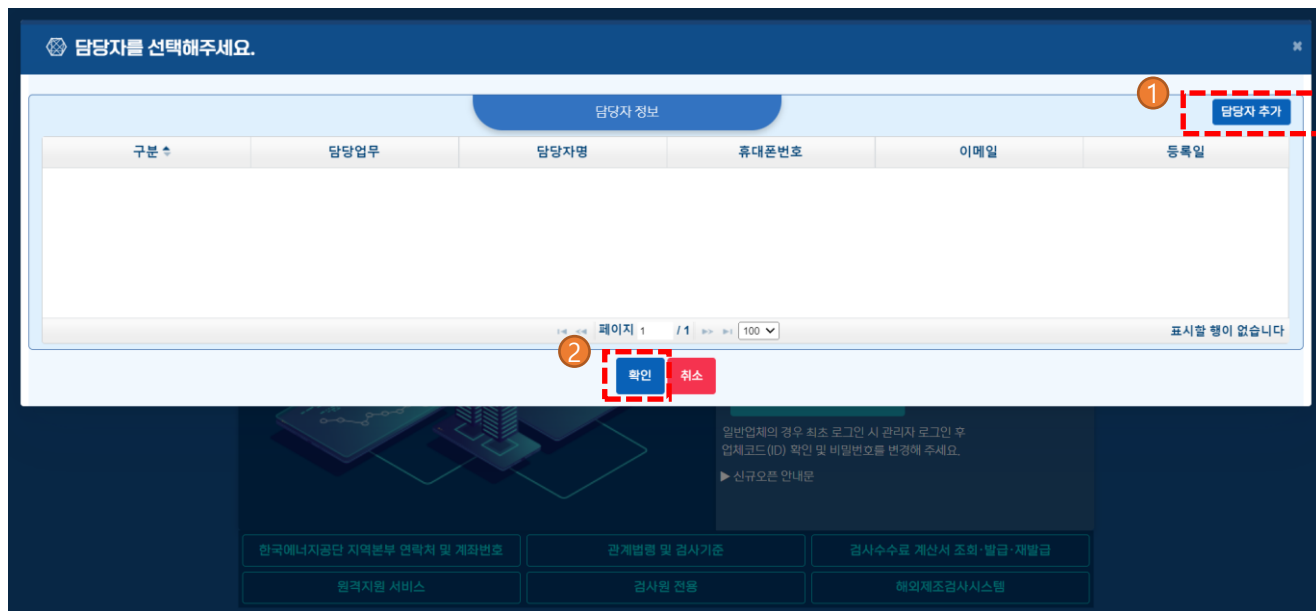 담당자를 선택해주세요.
1
담당자 정보
담당자 추가
구분 담당업무 담당자명 휴대폰번호 이메일 등록일
페이지 1 / 1 100 표시할 행이 없습니다
2
확인 취소
일반업체의 경우 최초 로그인 시 관리자 로그인 후
업체코드(ID) 확인 및 비밀번호를 변경해 주세요.
▶ 신규오픈 안내문
한국에너지공단 지역본부 연락처 및 계좌번호 관계법령 및 검사기준 검사수수료 계산서 조회·발급·재발급
원격지원 서비스 검사원 전용 해외제조검사시스템